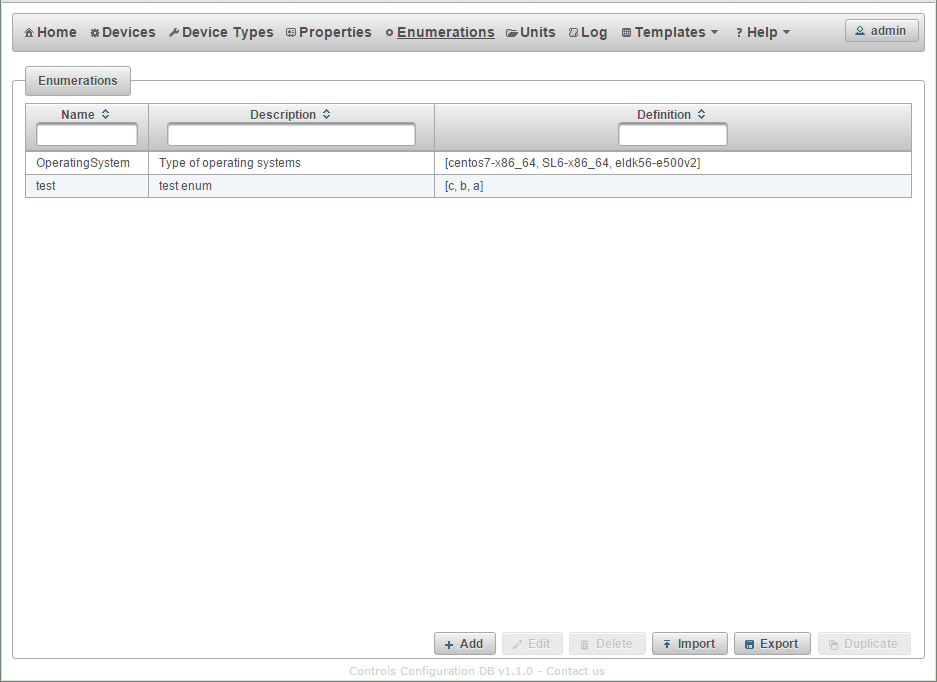 Home Devices Device Types Properties Enumerations Units Log Templates ? Help admin
Enumerations
Name Description Definition
OperatingSystem Type of operating systems [centos7-x86_64, SL6-x86_64, eldk56-e500v2]
test test enum [c, b, a]
Add Edit Delete Import Export Duplicate
Controls Configuration DB v1.1.0 - Contact us